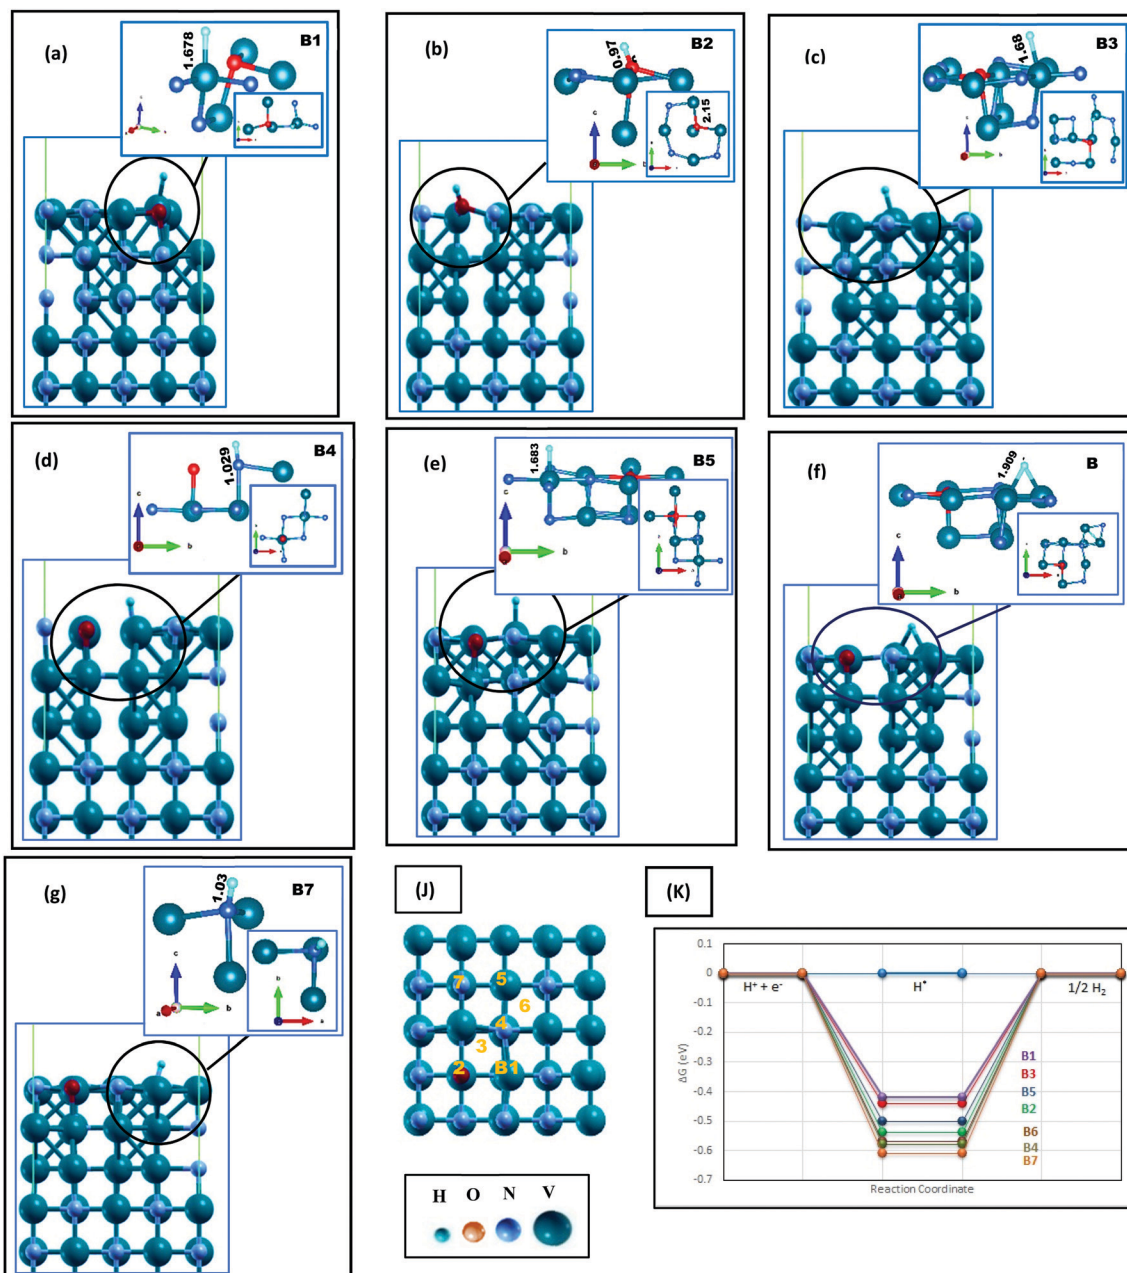 (a)
1.678
B1
(b)
0.97
B2
2.15
c
b
(c)
1.68
B3
(d)
1.029
B4
c
b
(e)
1.683
B5
c
b
(f)
1.909
B
c
b
(g)
1.03
B7
c
a
b
b
a
(J)
7
5
6
4
3
2
B1
H O N V
(K)
0.1
0
-0.1
-0.2
-0.3
-0.4
-0.5
-0.6
-0.7
ΔG (eV)
H⁺ + e⁻
H*
1/2 H₂
B1
B3
B5
B2
B6
B4
B7
Reaction Coordinate